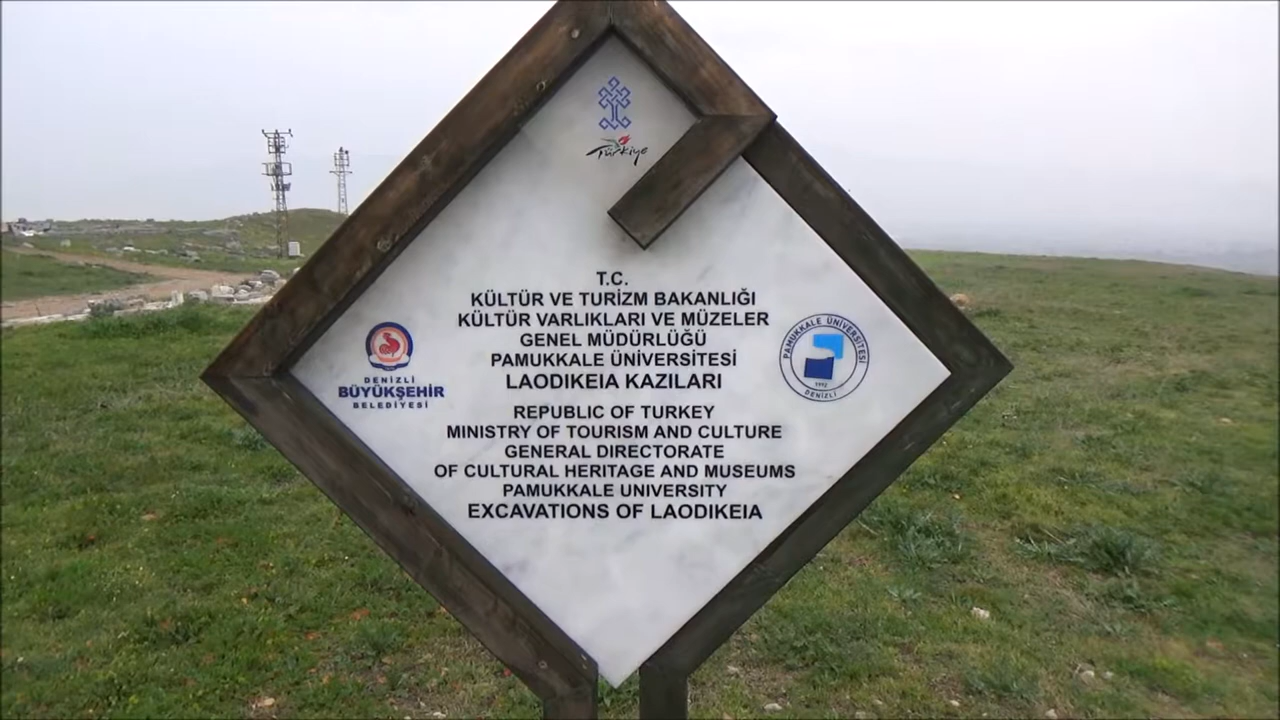 Türkiye
T.C.
KÜLTÜR VE TURİZM BAKANLIĞI
KÜLTÜR VARLIKLARI VE MÜZELER
GENEL MÜDÜRLÜĞÜ
PAMUKKALE ÜNİVERSİTESİ
LAODIKEIA KAZILARI
DENİZLİ
BÜYÜKŞEHİR
BELEDİYESİ
PAMUKKALE ÜNİVERSİTESİ
1992
DENİZLİ
REPUBLIC OF TURKEY
MINISTRY OF TOURISM AND CULTURE
GENERAL DIRECTORATE
OF CULTURAL HERITAGE AND MUSEUMS
PAMUKKALE UNIVERSITY
EXCAVATIONS OF LAODIKEIA